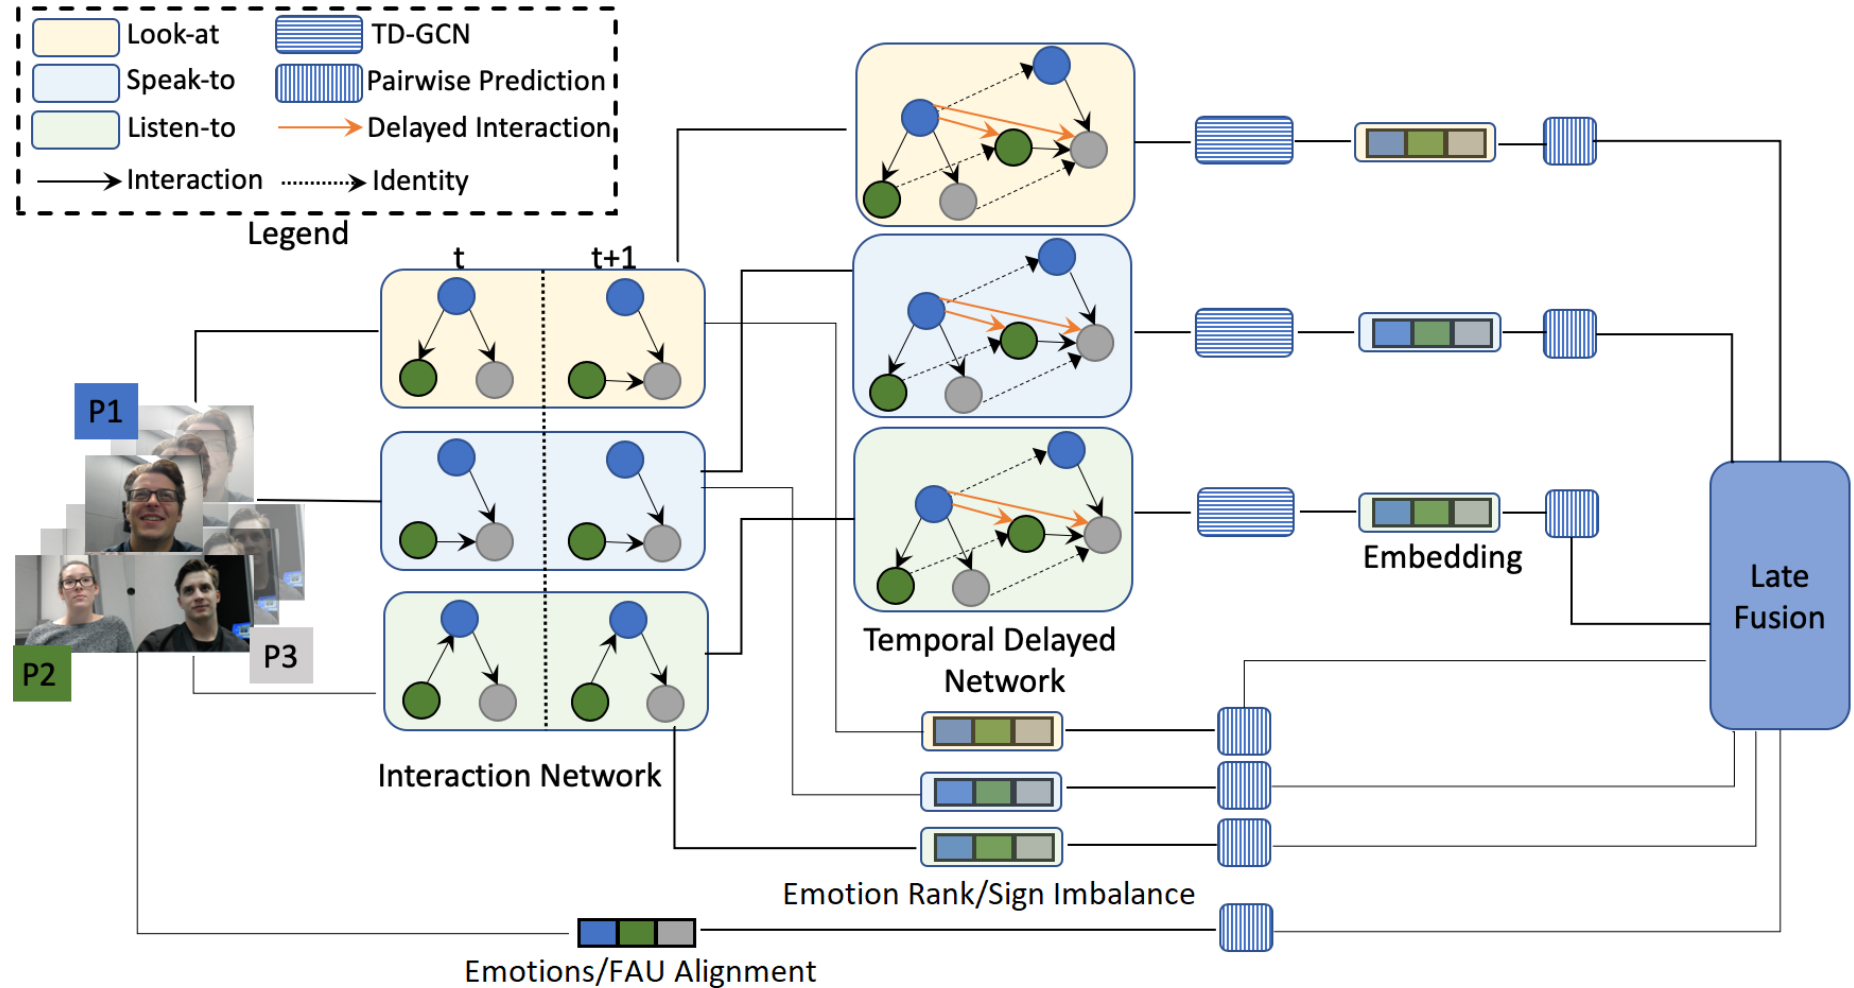 Look-at
TD-GCN
Speak-to
Pairwise Prediction
Listen-to
Delayed Interaction
Interaction
Identity
Legend
t
t+1
P1
P2
P3
Interaction Network
Temporal Delayed
Network
Embedding
Late
Fusion
Emotion Rank/Sign Imbalance
Emotions/FAU Alignment